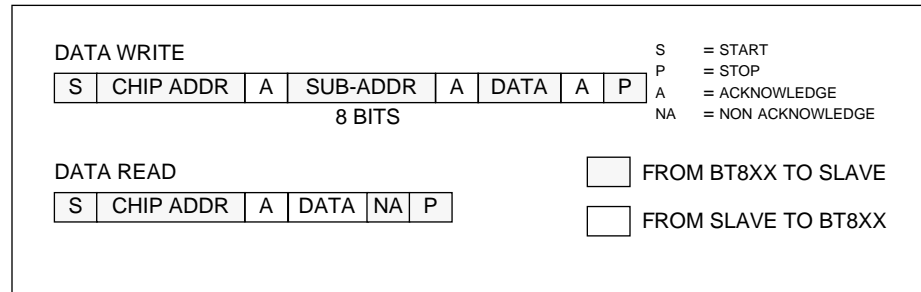 DATA WRITE
S CHIP ADDR A SUB-ADDR A DATA A P
8 BITS
S = START
P = STOP
A = ACKNOWLEDGE
NA = NON ACKNOWLEDGE
DATA READ
S CHIP ADDR A DATA NA P
FROM BT8XX TO SLAVE
FROM SLAVE TO BT8XX